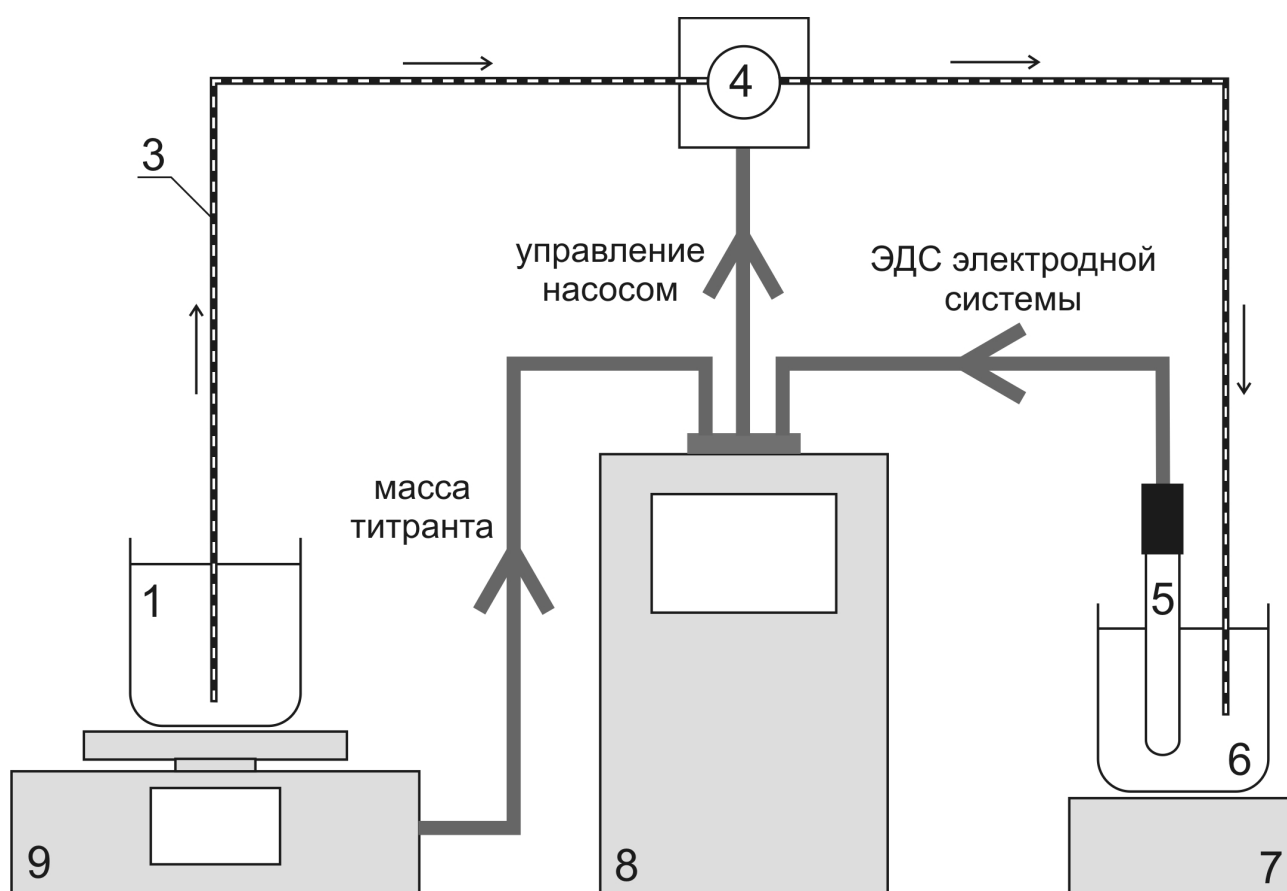 4
3
управление
насосом
ЭДС электродной
системы
масса
титранта
1
5
6
9
8
7